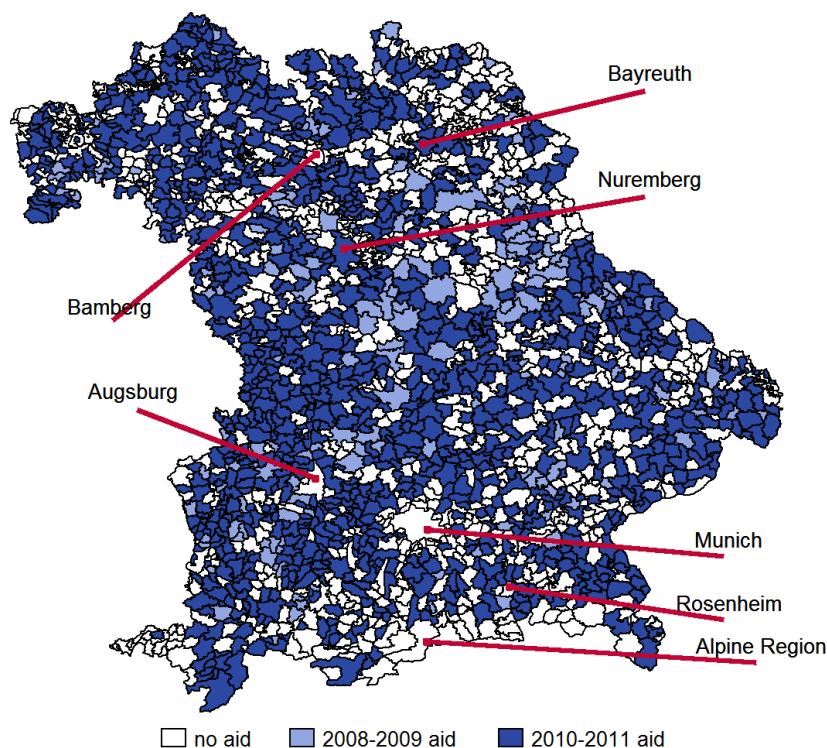 Bayreuth
Nuremberg
Bamberg
Augsburg
Munich
Rosenheim
Alpine Region
no aid 2008-2009 aid 2010-2011 aid